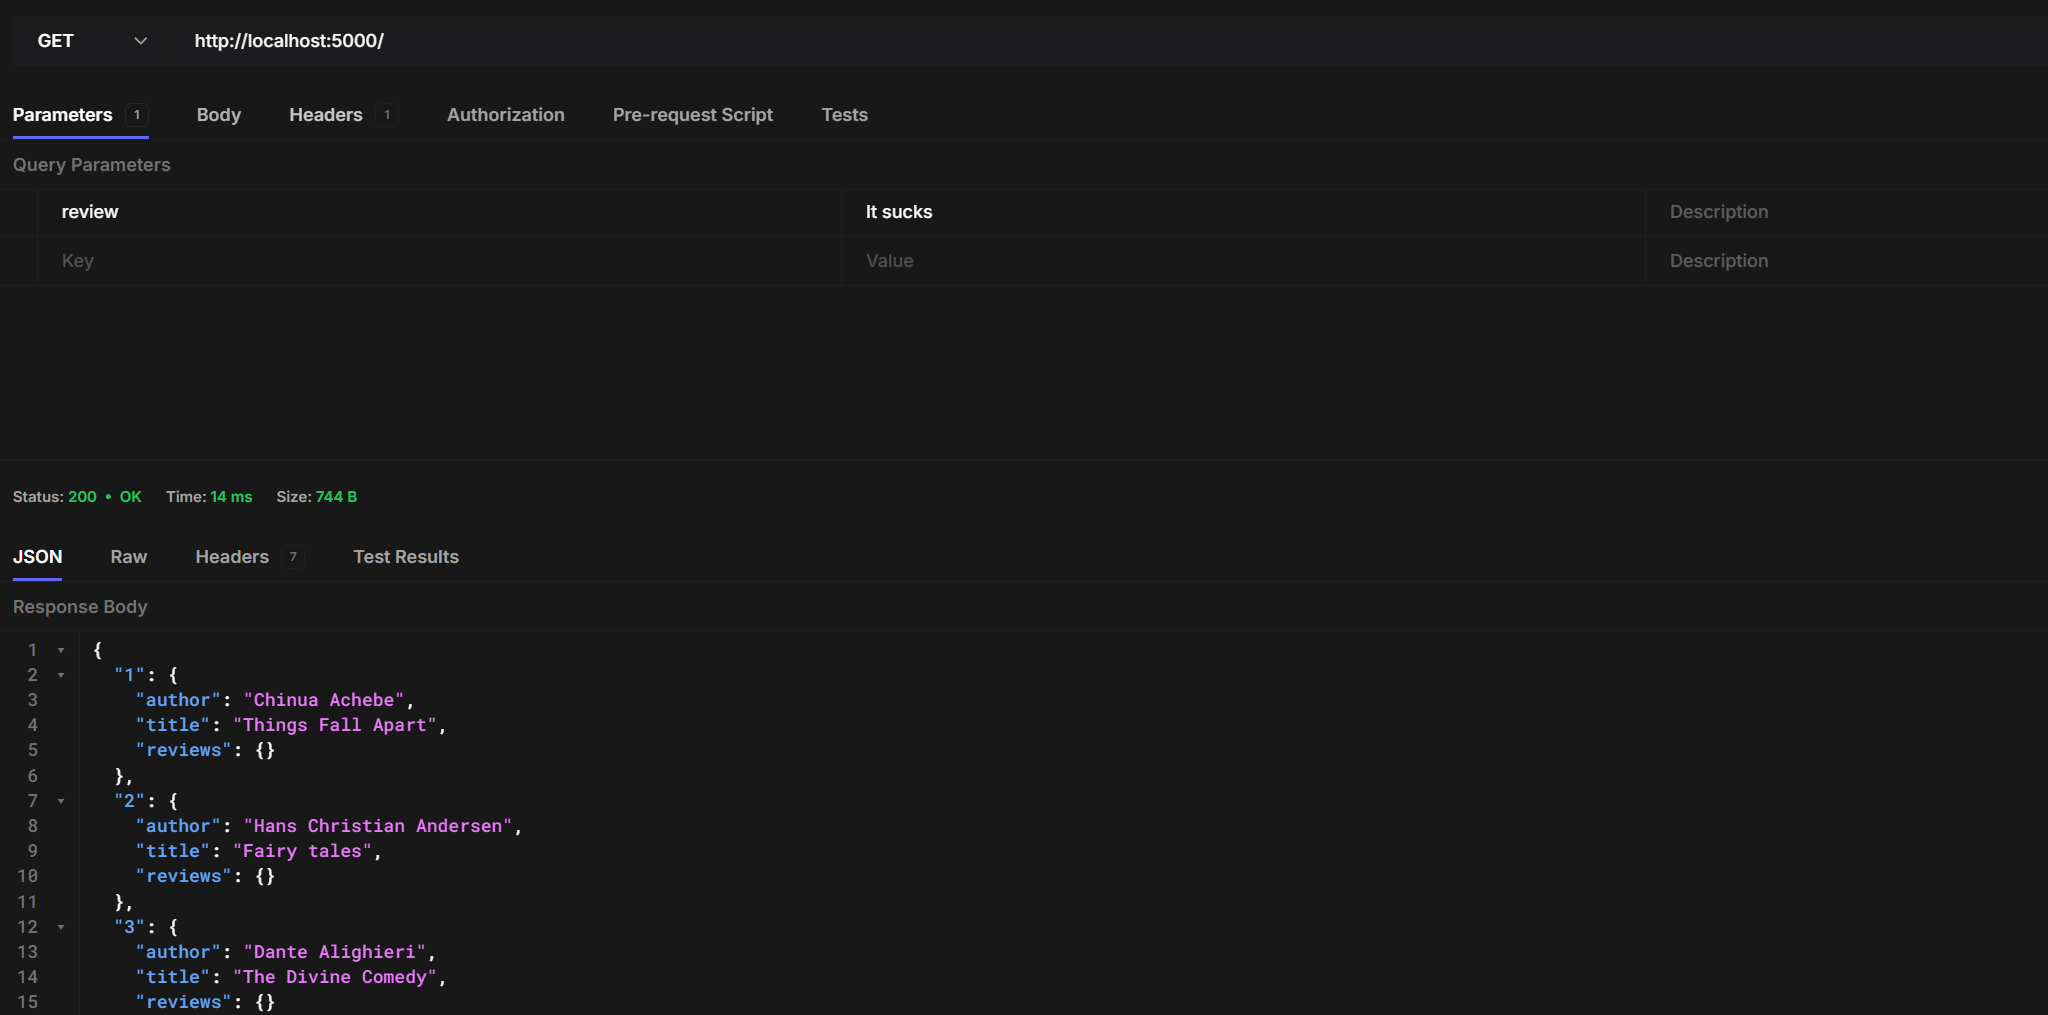 GET http://localhost:5000/
Parameters 1 Body Headers 1 Authorization Pre-request Script Tests
Query Parameters
review It sucks Description
Key Value Description
Status: 200 • OK Time: 14 ms Size: 744 B
JSON Raw Headers 7 Test Results
Response Body
1 {
2 "1": {
3 "author": "Chinua Achebe",
4 "title": "Things Fall Apart",
5 "reviews": {}
6 },
7 "2": {
8 "author": "Hans Christian Andersen",
9 "title": "Fairy tales",
10 "reviews": {}
11 },
12 "3": {
13 "author": "Dante Alighieri",
14 "title": "The Divine Comedy",
15 "reviews": {}